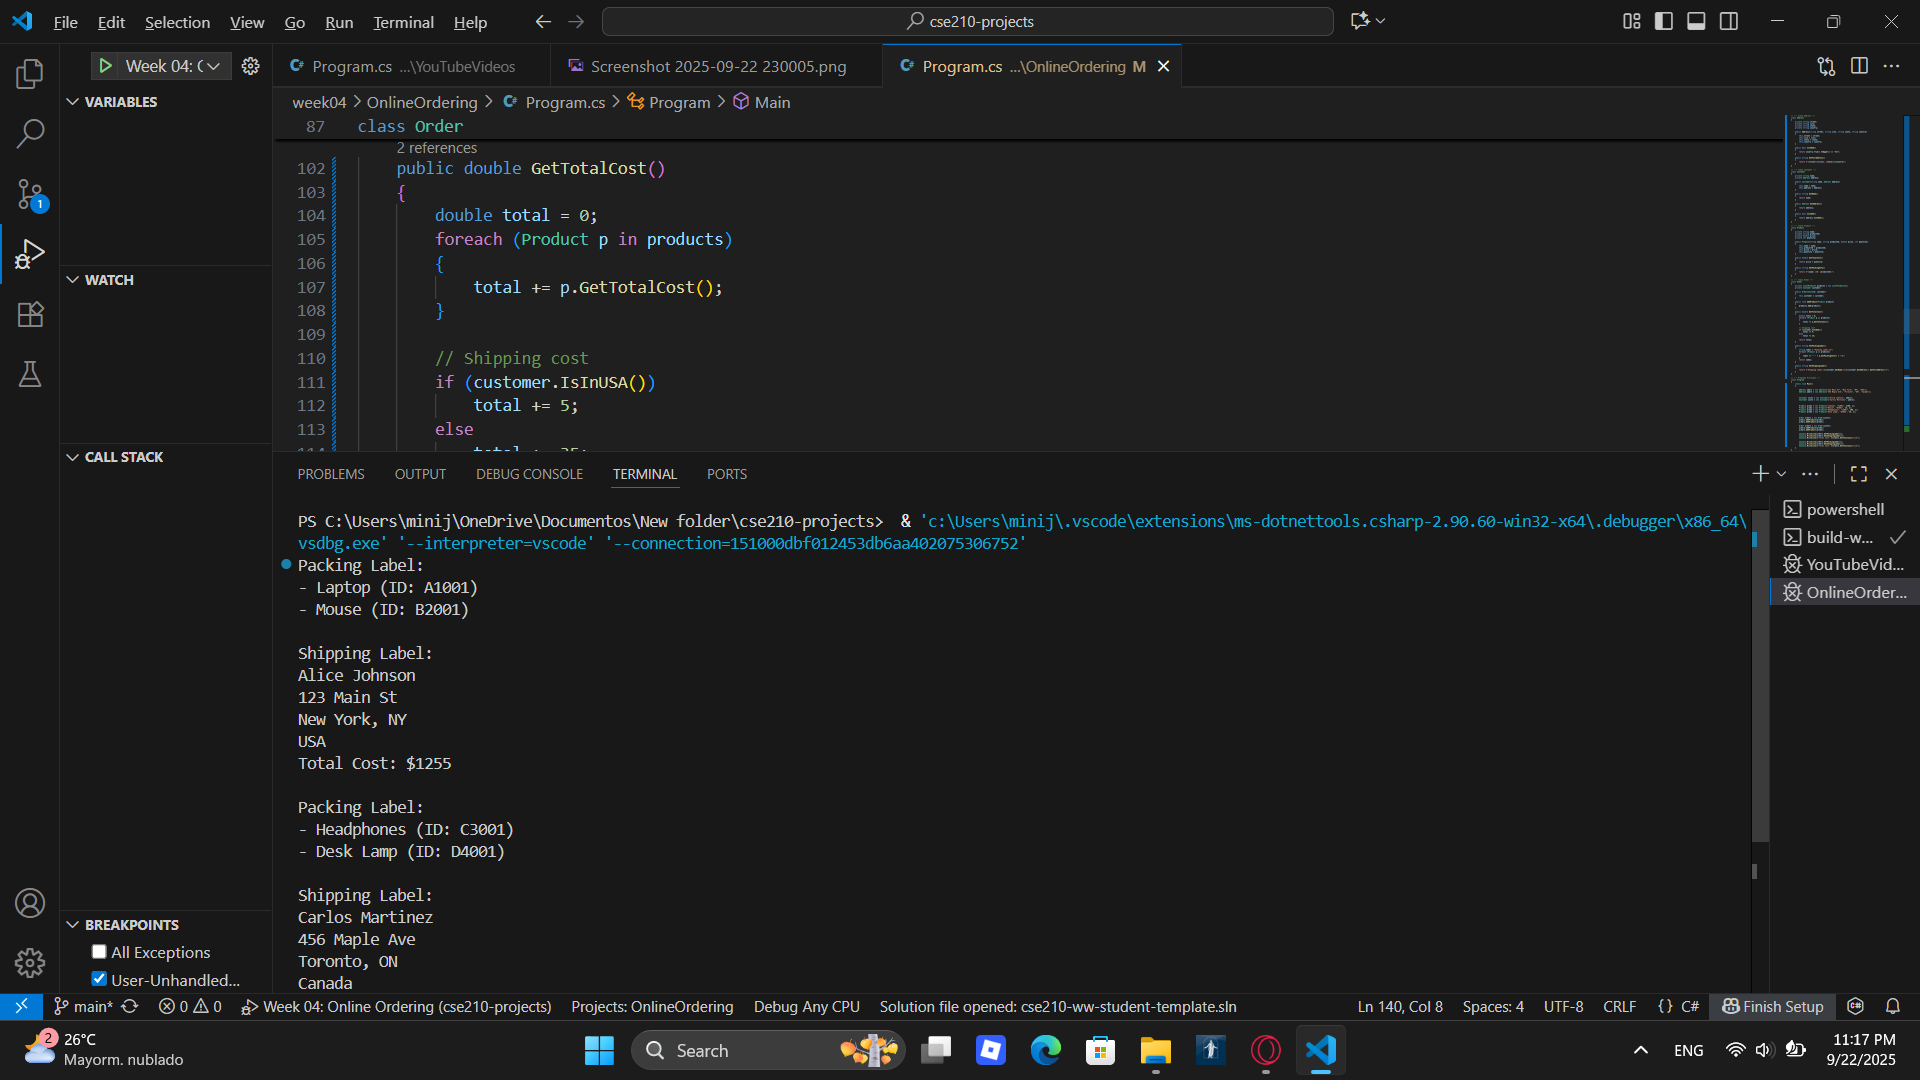 File Edit Selection View Go Run Terminal Help
cse210-projects
Week 04: C
Program.cs ...\YouTubeVideos
Screenshot 2025-09-22 230005.png
Program.cs ...\OnlineOrdering M
VARIABLES
week04 > OnlineOrdering > Program.cs > Program > Main
87 class Order
2 references
102 public double GetTotalCost()
103 {
104 double total = 0;
105 foreach (Product p in products)
106 {
107 total += p.GetTotalCost();
108 }
109
110 // Shipping cost
111 if (customer.IsInUSA())
112 total += 5;
113 else
WATCH
CALL STACK
BREAKPOINTS
All Exceptions
User-Unhandled...
1
PROBLEMS OUTPUT DEBUG CONSOLE TERMINAL PORTS
PS C:\Users\minij\OneDrive\Documentos\New folder\cse210-projects> & 'c:\Users\minij\.vscode\extensions\ms-dotnettools.csharp-2.90.60-win32-x64\.debugger\x86_64\
vsdbg.exe' '--interpreter=vscode' '--connection=151000dbf012453db6aa402075306752'
Packing Label:
- Laptop (ID: A1001)
- Mouse (ID: B2001)
Shipping Label:
Alice Johnson
123 Main St
New York, NY
USA
Total Cost: $1255
Packing Label:
- Headphones (ID: C3001)
- Desk Lamp (ID: D4001)
Shipping Label:
Carlos Martinez
456 Maple Ave
Toronto, ON
Canada
powershell
build-w...
YouTubeVid...
OnlineOrder...
main* 0 0 Week 04: Online Ordering (cse210-projects) Projects: OnlineOrdering Debug Any CPU Solution file opened: cse210-ww-student-template.sln Ln 140, Col 8 Spaces: 4 UTF-8 CRLF {} C# Finish Setup
2
26°C
Mayorm. nublado
Search
ENG
11:17 PM
9/22/2025